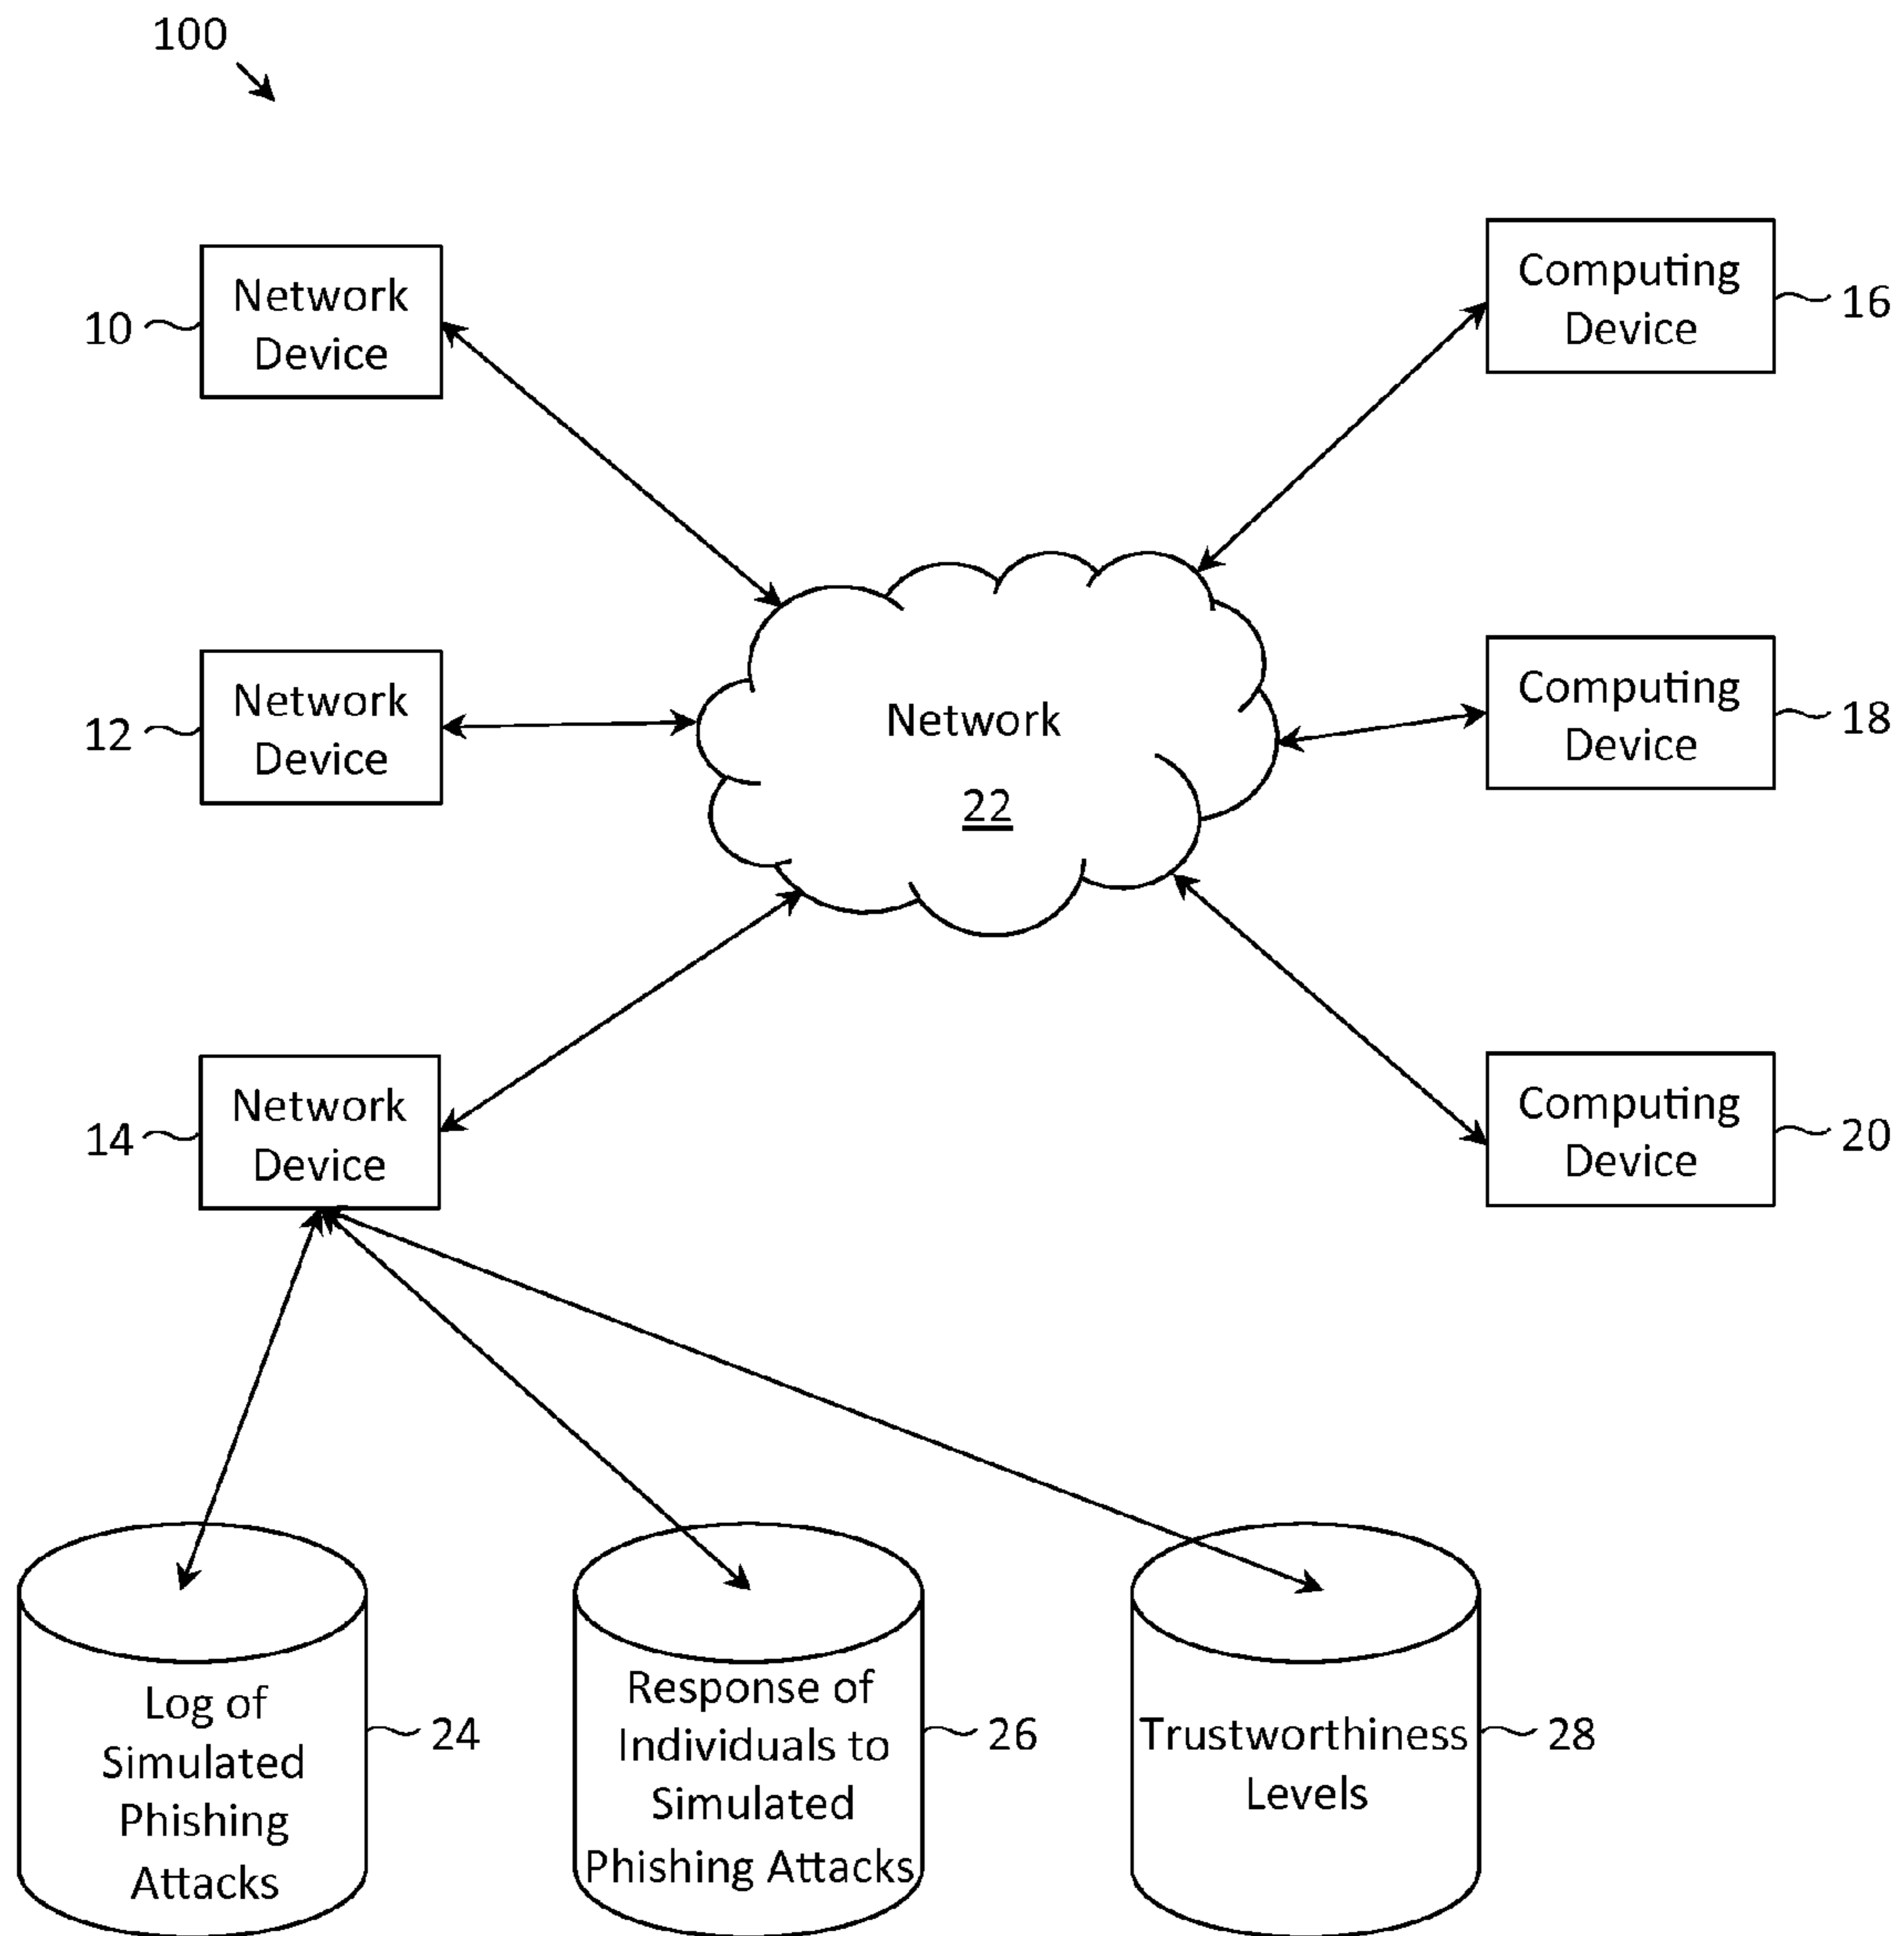 100
Network
Device
10
Computing
Device
16
Network
Device
12
Network
22
Computing
Device
18
Network
Device
14
Computing
Device
20
Log of
Simulated
Phishing
Attacks
24
Response of
Individuals to
Simulated
Phishing Attacks
26
Trustworthiness
Levels
28